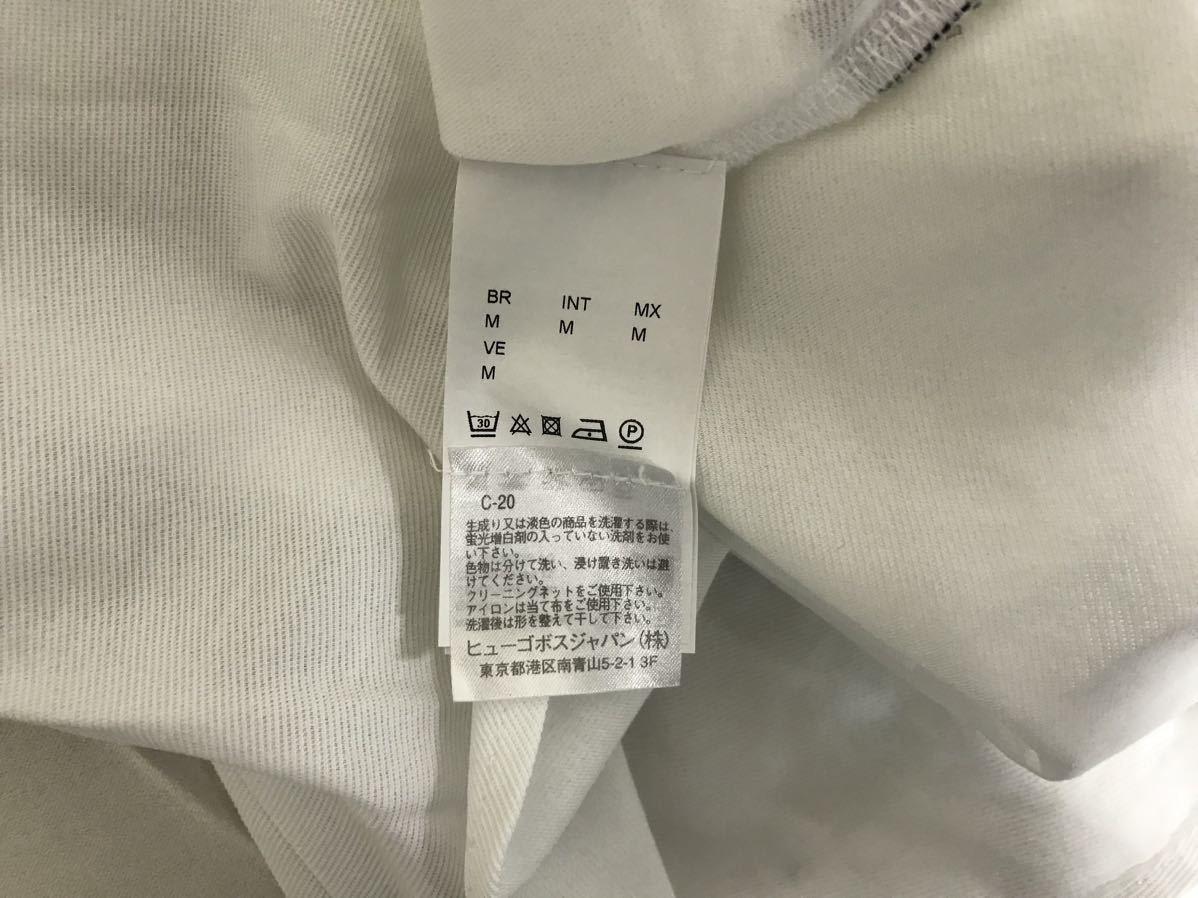 BR INT MX
M M M
VE
M
30 P
C-20
生成り又は淡色の商品を洗濯する際は、
蛍光増白剤の入っていない洗剤をお使
い下さい。
色物は分けて洗い、浸け置き洗いは避
けてください。
クリーニングネットをご使用下さい。
アイロンは当て布をご使用下さい。
洗濯後は形を整えて干して下さい。
ヒューゴボスジャパン(株)
東京都港区南青山5-2-1 3F